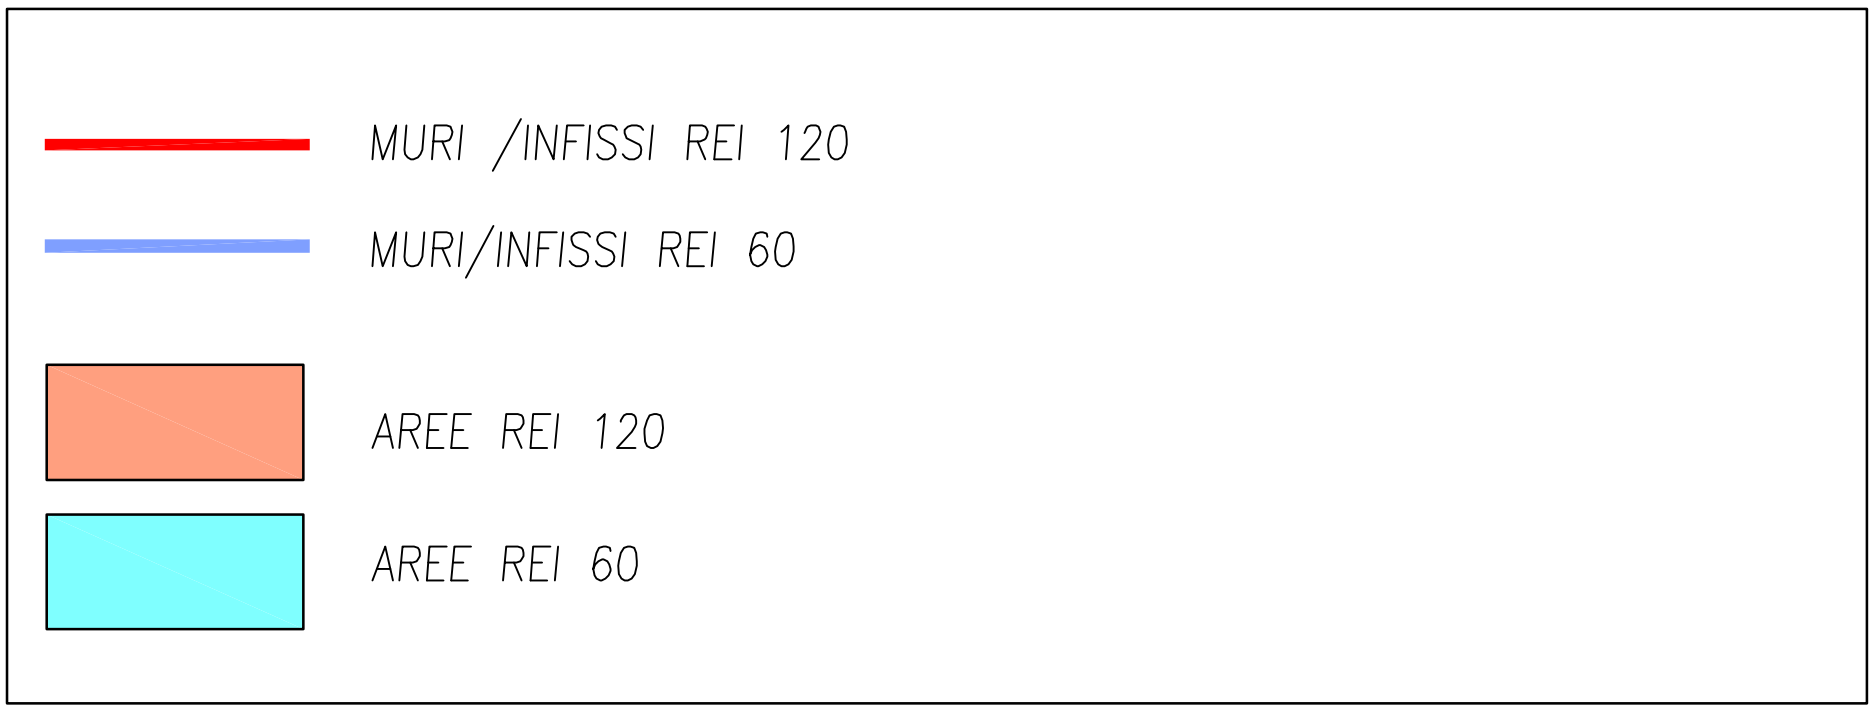 MURI /INFISSI REI 120
MURI/INFISSI REI 60
AREE REI 120
AREE REI 60